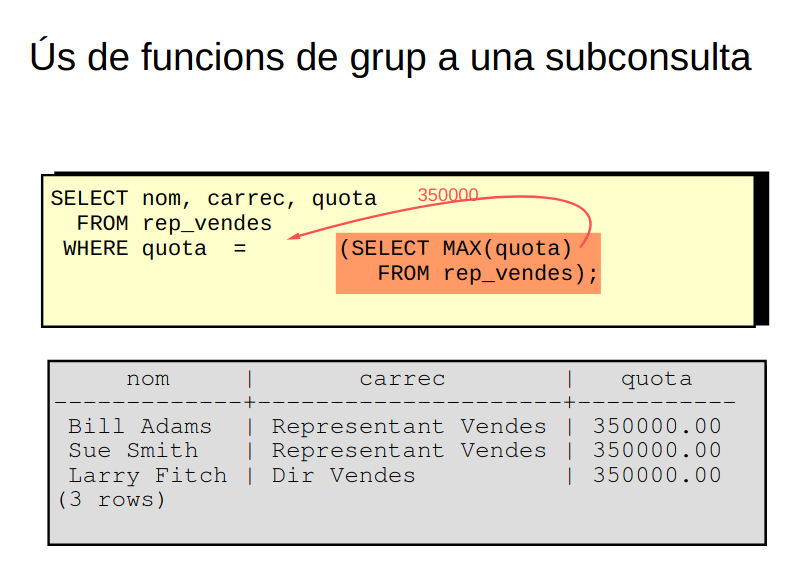 Ús de funcions de grup a una subconsulta
SELECT nom, carrec, quota 350000
FROM rep_vendes
WHERE quota = (SELECT MAX(quota)
FROM rep_vendes);
nom | carrec | quota
-------------+----------------------+-----------
Bill Adams | Representant Vendes | 350000.00
Sue Smith | Representant Vendes | 350000.00
Larry Fitch | Dir Vendes | 350000.00
(3 rows)